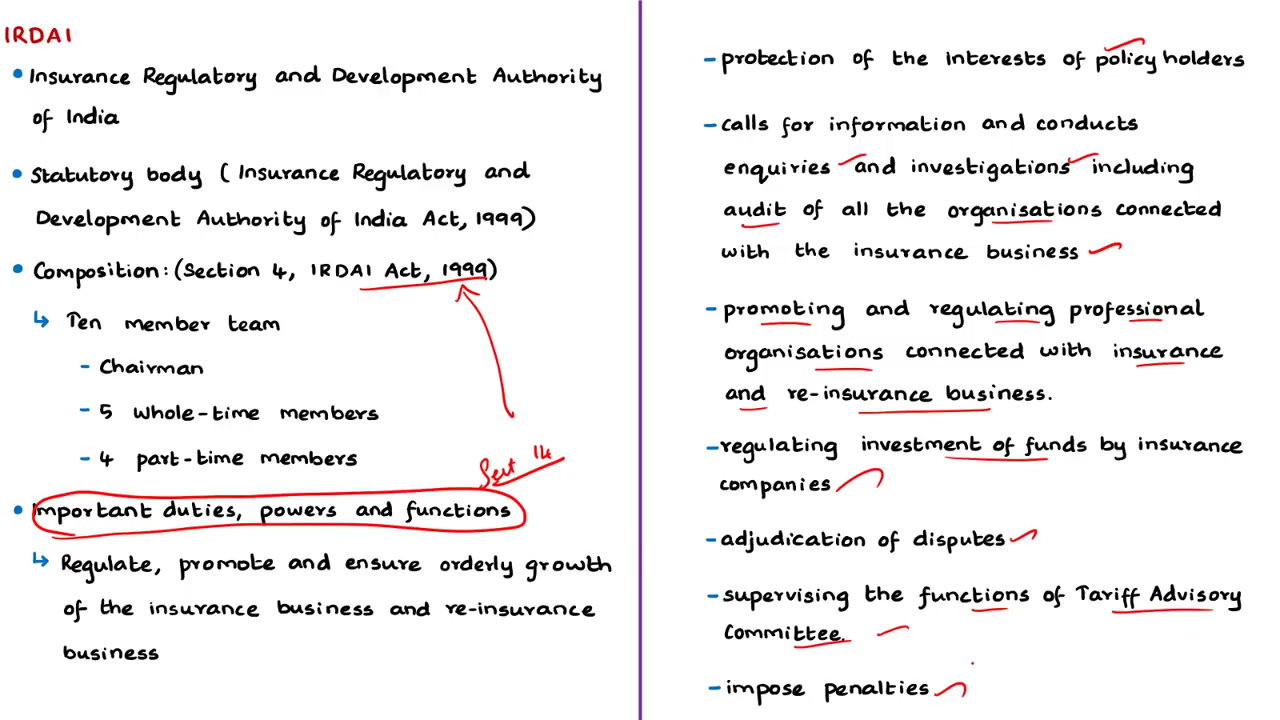 IRDAI
• Insurance Regulatory and Development Authority
of India
• Statutory body ( Insurance Regulatory and
Development Authority of India Act, 1999)
• Composition: (Section 4, IRDAI Act, 1999)
↳ Ten member team
- Chairman
- 5 whole-time members
- 4 part-time members
Sect 14
• Important duties, powers and functions
↳ Regulate, promote and ensure orderly growth
of the insurance business and re-insurance
business
- protection of the interests of policyholders
- calls for information and conducts
enquiries and investigations including
audit of all the organisations connected
with the insurance business
- promoting and regulating professional
organisations connected with insurance
and re-insurance business.
- regulating investment of funds by insurance
companies
- adjudication of disputes
- supervising the functions of Tariff Advisory
Committee.
- impose penalties